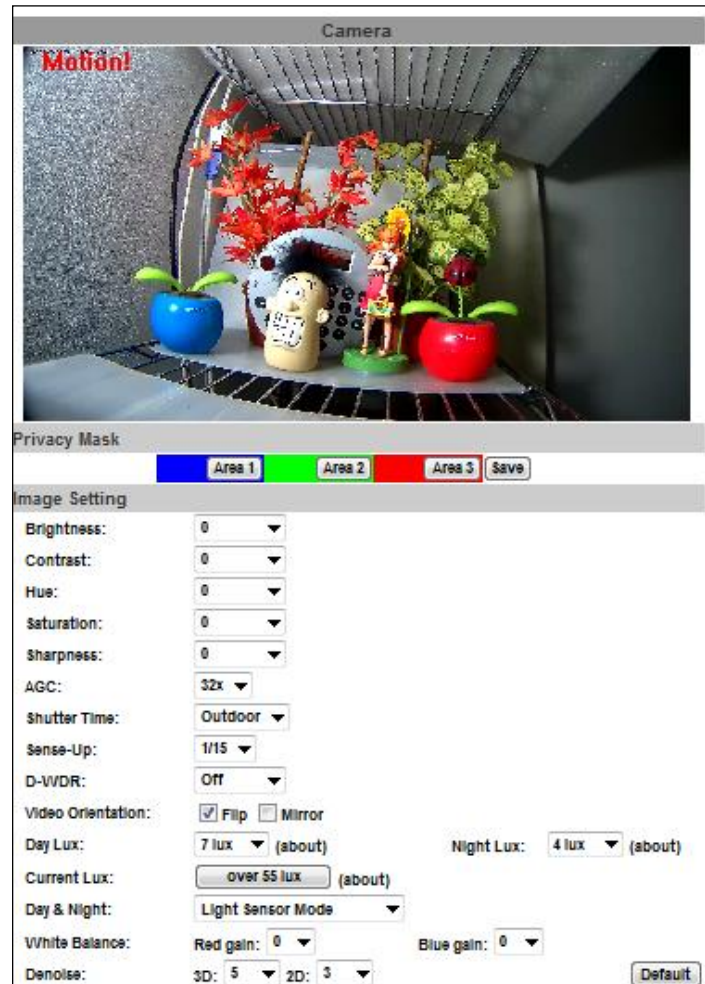 Camera
Motion!
Privacy Mask
Area 1 Area 2 Area 3 Save
Image Setting
Brightness: 0
Contrast: 0
Hue: 0
Saturation: 0
Sharpness: 0
AGC: 32x
Shutter Time: Outdoor
Sense-Up: 1/15
D-WDR: Off
Video Orientation: Flip Mirror
Day Lux: 7 lux (about) Night Lux: 4 lux (about)
Current Lux: over 55 lux (about)
Day & Night: Light Sensor Mode
White Balance: Red gain: 0 Blue gain: 0
Denoise: 3D: 5 2D: 3 Default